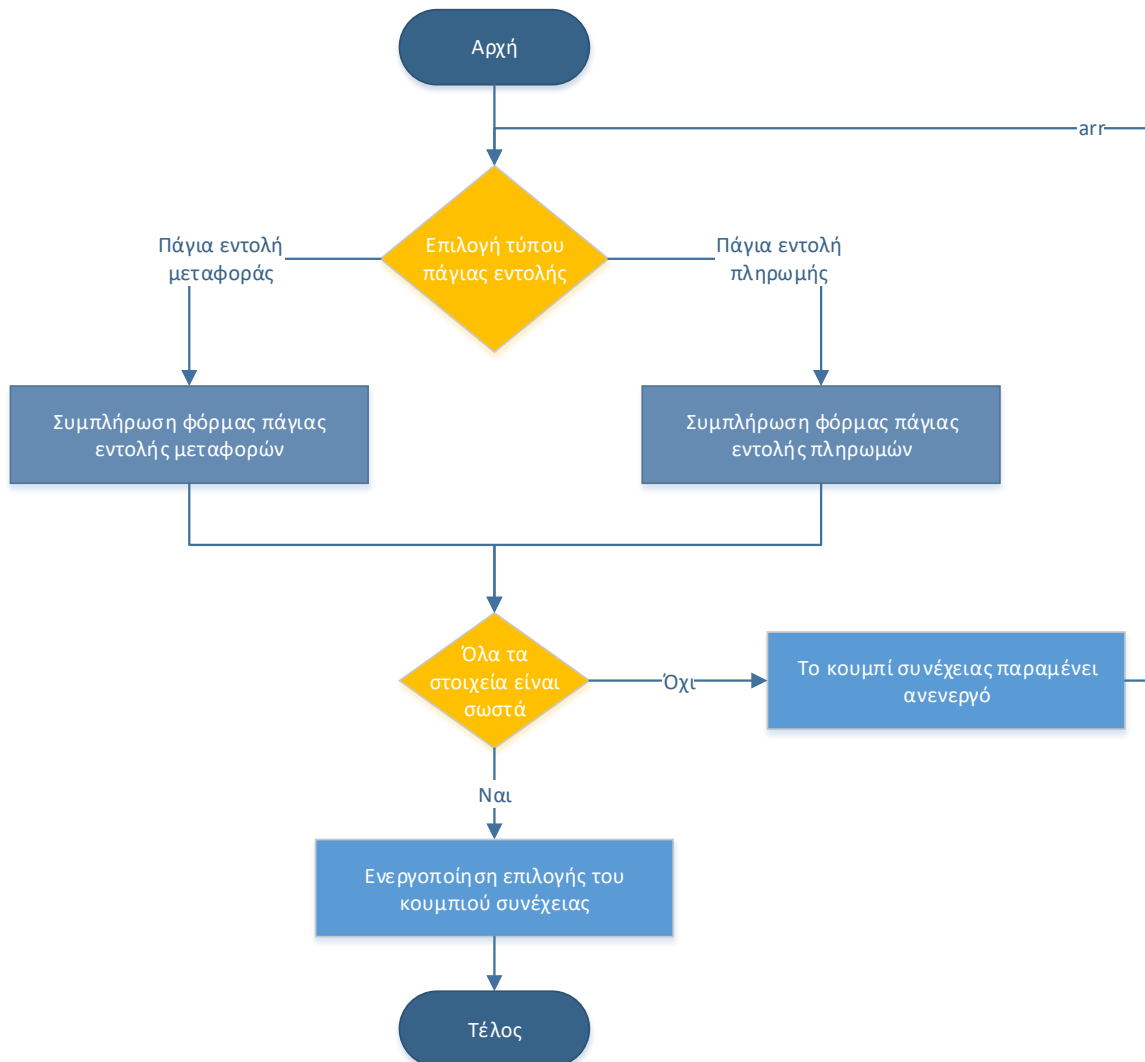 Αρχή
arr
Επιλογή τύπου
πάγιας εντολής
Πάγια εντολή
μεταφοράς
Πάγια εντολή
πληρωμής
Συμπλήρωση φόρμας πάγιας
εντολής μεταφορών
Συμπλήρωση φόρμας πάγιας
εντολής πληρωμών
Όλα τα
στοιχεία είναι
σωστά
Όχι
Το κουμπί συνέχειας παραμένει
ανενεργό
Ναι
Ενεργοποίηση επιλογής του
κουμπιού συνέχειας
Τέλος